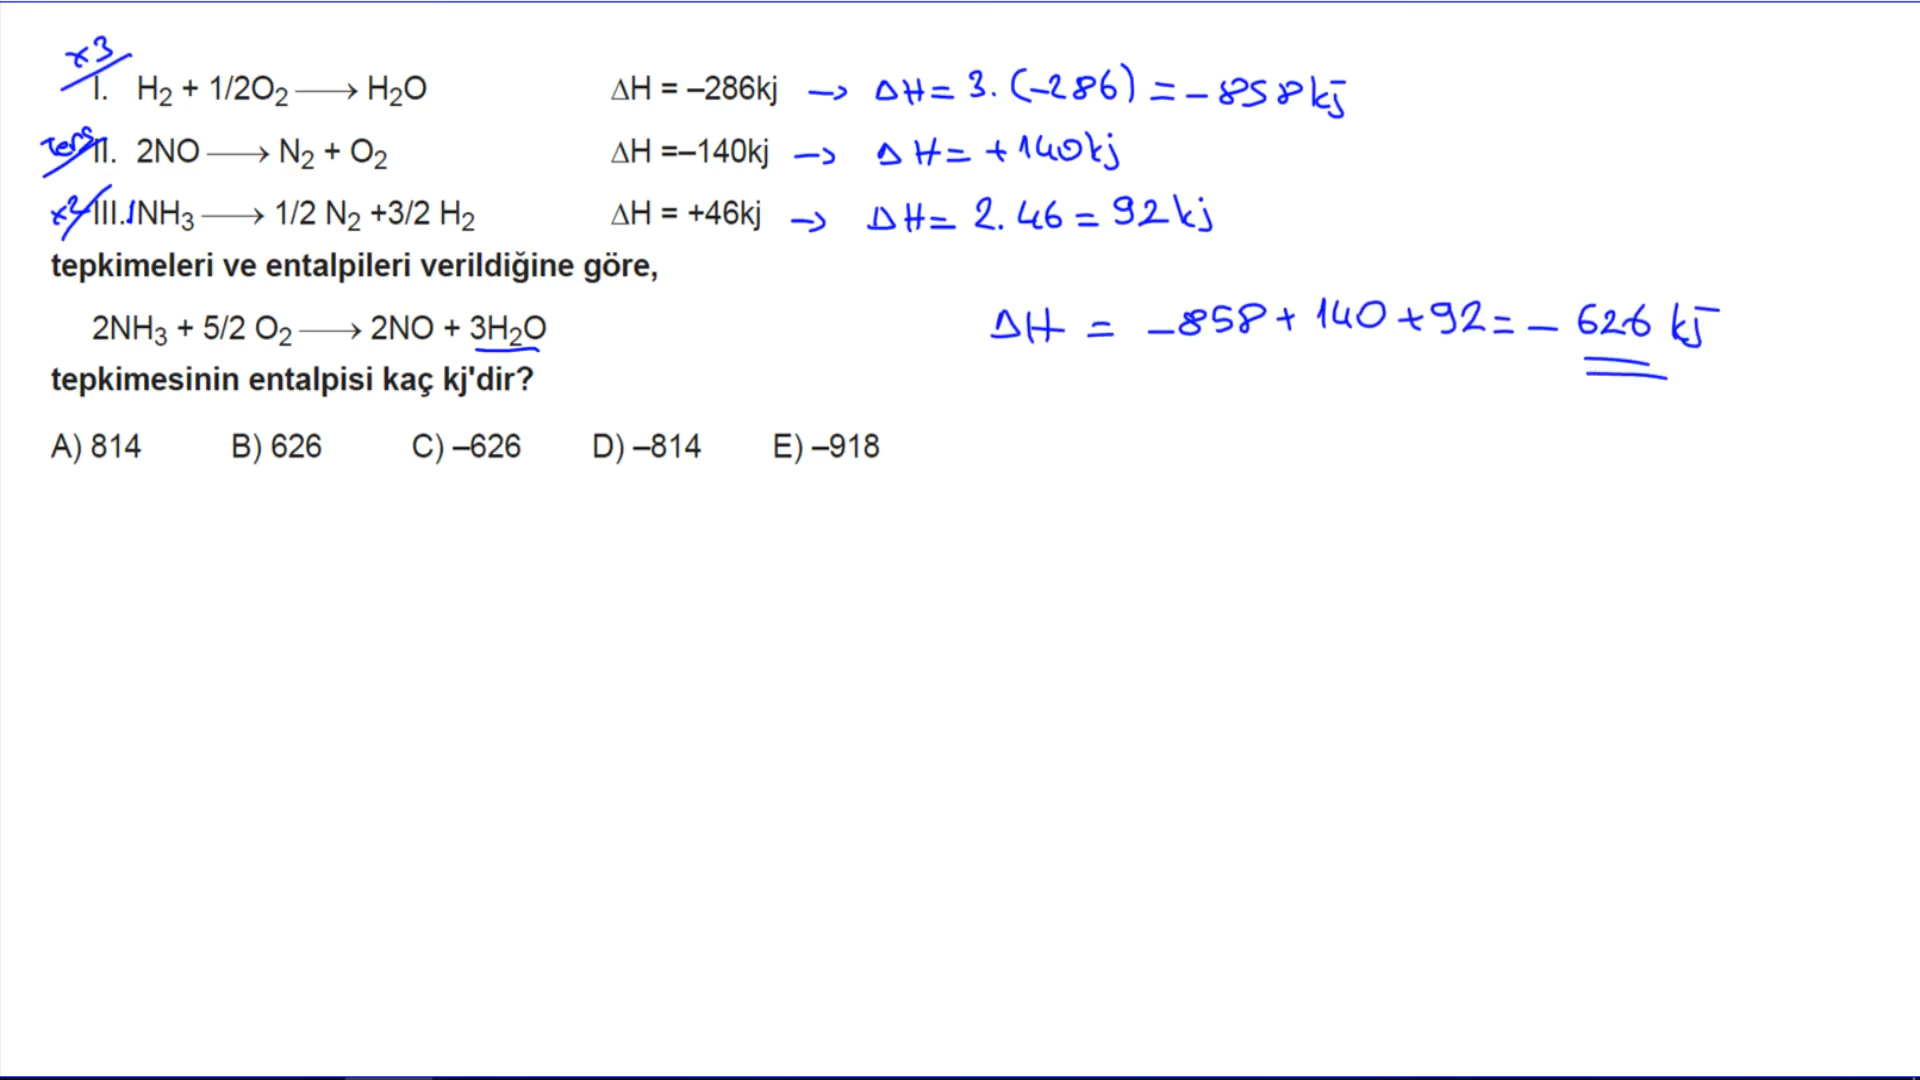 x3
I. H₂ + 1/2O₂ ⟶ H₂O ΔH = –286kj → ΔH = 3.(-286) = -858kj
ters II. 2NO ⟶ N₂ + O₂ ΔH =–140kj → ΔH = +140kj
x2 III. 1NH₃ ⟶ 1/2 N₂ +3/2 H₂ ΔH = +46kj → ΔH = 2.46 = 92kj
tepkimeleri ve entalpileri verildiğine göre,
2NH₃ + 5/2 O₂ ⟶ 2NO + 3H₂O ΔH = -858 + 140 + 92 = - 626 kj
tepkimesinin entalpisi kaç kj'dir?
A) 814 B) 626 C) –626 D) –814 E) –918